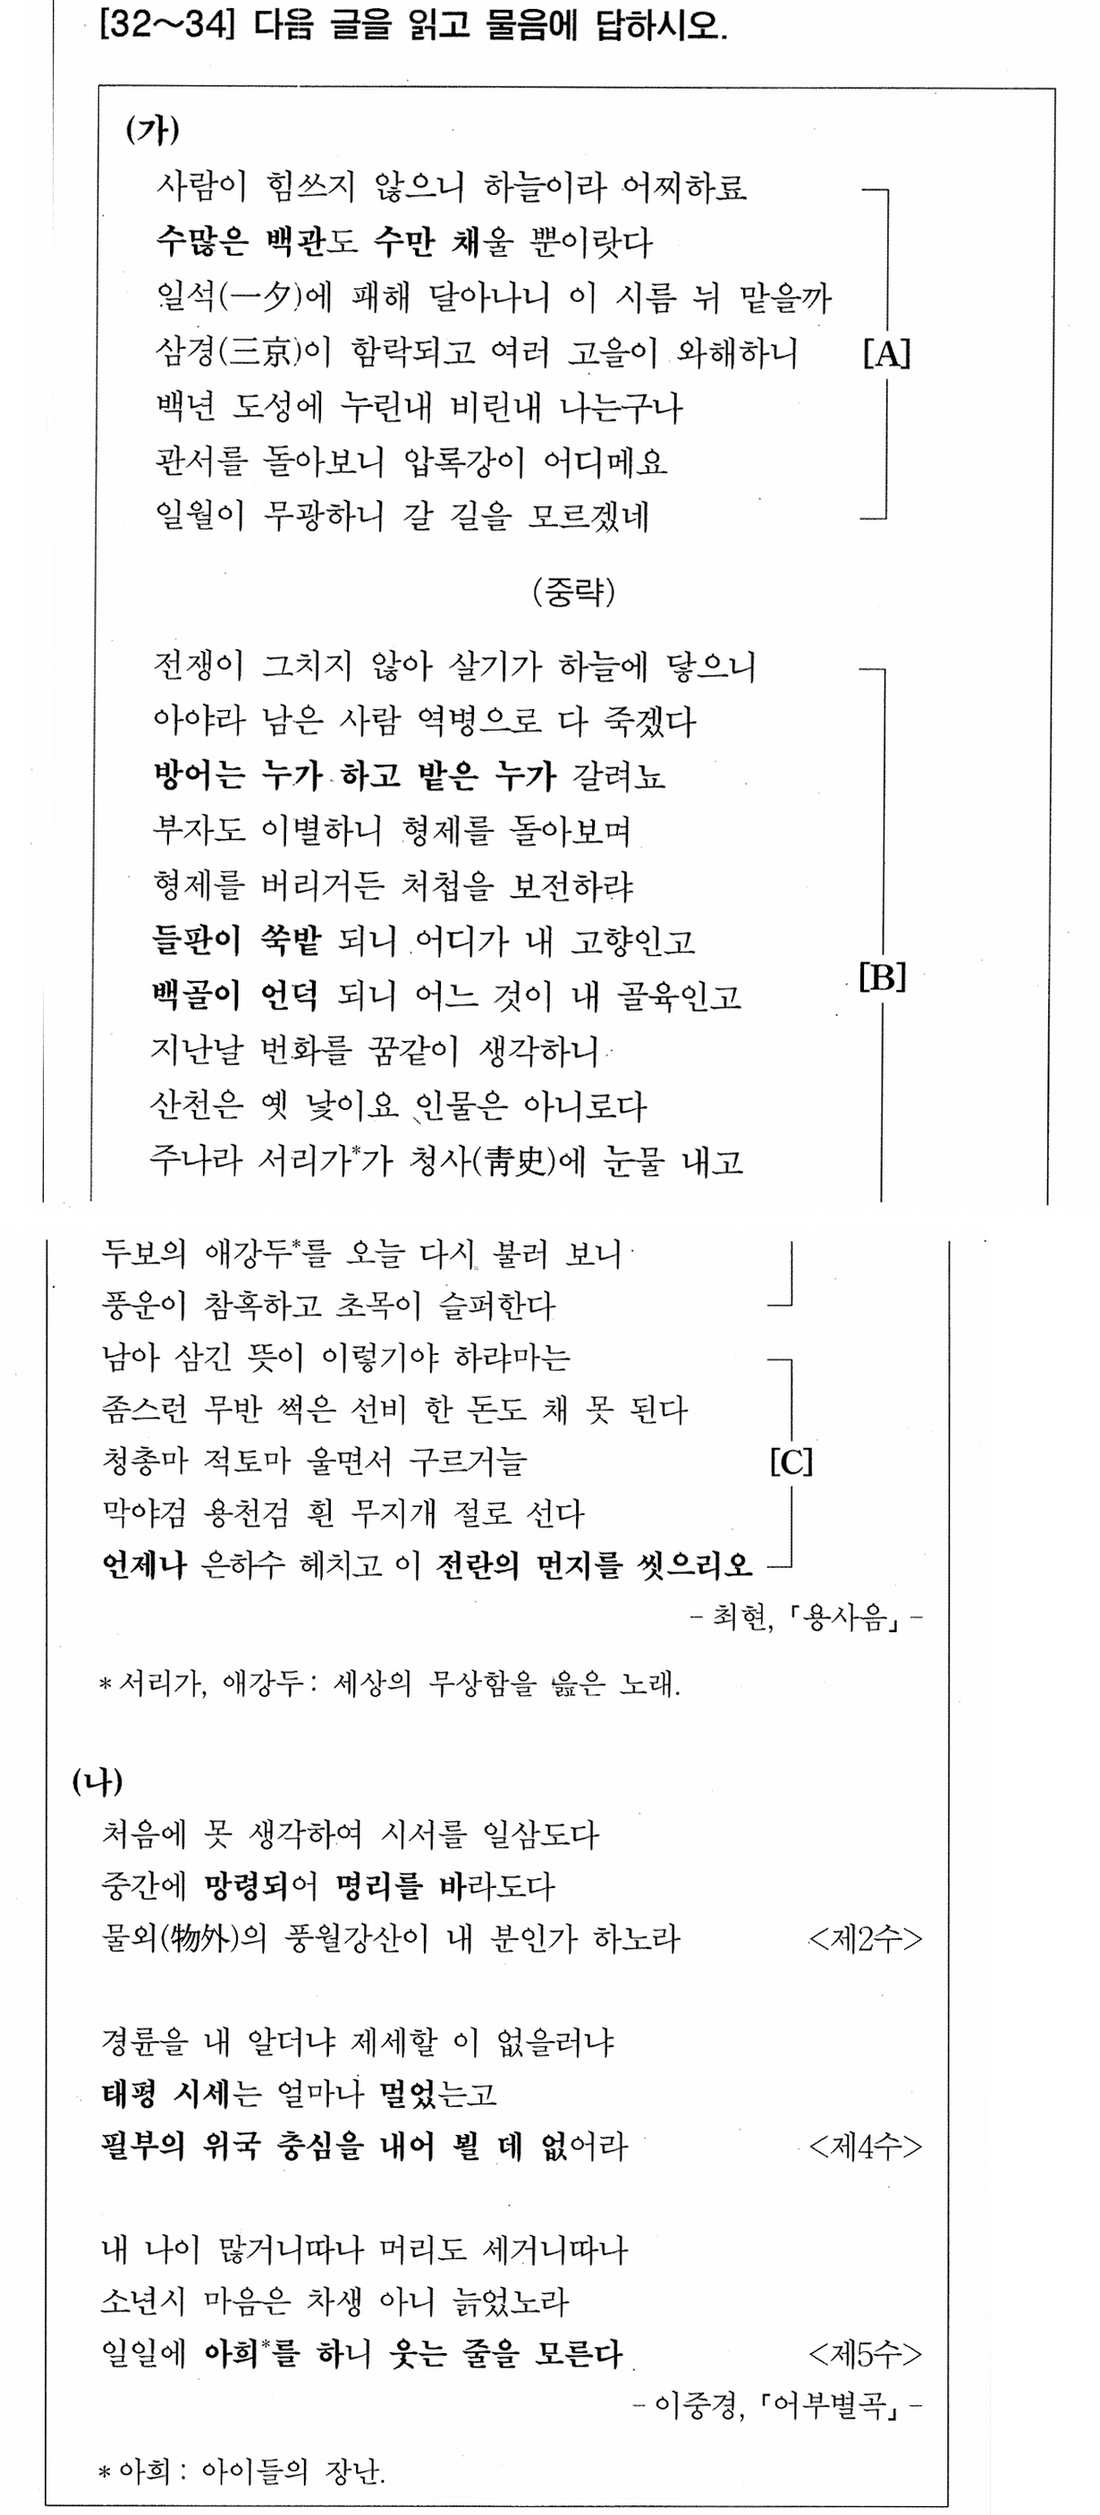 [32～34] 다음 글을 읽고 물음에 답하시오.
(가)
사람이 힘쓰지 않으니 하늘이라 어찌하료
수많은 백관도 수만 채울 뿐이랏다
일석(一夕)에 패해 달아나니 이 시름 뉘 맡을까
삼경(三京)이 함락되고 여러 고을이 와해하니
[A]
백년 도성에 누린내 비린내 나는구나
관서를 돌아보니 압록강이 어디메요
일월이 무광하니 갈 길을 모르겠네
(중략)
전쟁이 그치지 않아 살기가 하늘에 닿으니
아야라 남은 사람 역병으로 다 죽겠다
방어는 누가 하고 밭은 누가 갈려뇨
부자도 이별하니 형제를 돌아보며
형제를 버리거든 처첩을 보전하랴
들판이 쑥밭 되니 어디가 내 고향인고
[B]
백골이 언덕 되니 어느 것이 내 골육인고
지난날 번화를 꿈같이 생각하니
산천은 옛 낯이요 인물은 아니로다
주나라 서리가*가 청사(靑史)에 눈물 내고
두보의 애강두*를 오늘 다시 불러 보니
풍운이 참혹하고 초목이 슬퍼한다
남아 삼긴 뜻이 이렇기야 하랴마는
좀스런 무반 썩은 선비 한 돈도 채 못 된다
청총마 적토마 울면서 구르거늘
[C]
막야검 용천검 흰 무지개 절로 선다
언제나 은하수 헤치고 이 전란의 먼지를 씻으리오
- 최현, 「용사음」 -
* 서리가, 애강두 : 세상의 무상함을 읊은 노래.
(나)
처음에 못 생각하여 시서를 일삼도다
중간에 망령되어 명리를 바라도다
물외(物外)의 풍월강산이 내 분인가 하노라 <제2수>
경륜을 내 알더냐 제세할 이 없을러냐
태평 시세는 얼마나 멀었는고
필부의 위국 충심을 내어 뵐 데 없어라 <제4수>
내 나이 많거니따나 머리도 세거니따나
소년시 마음은 차생 아니 늙었노라
일일에 아희*를 하니 웃는 줄을 모른다 <제5수>
- 이중경, 「어부별곡」 -
* 아희 : 아이들의 장난.